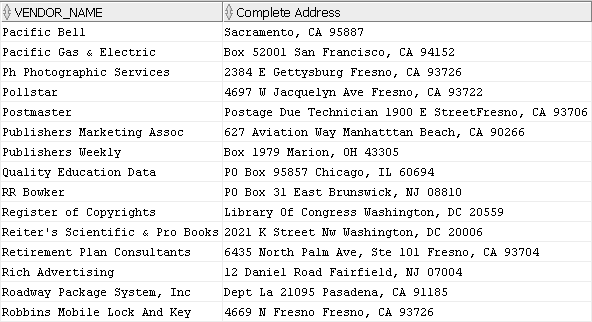 VENDOR_NAME Complete Address
Pacific Bell Sacramento, CA 95887
Pacific Gas & Electric Box 52001 San Francisco, CA 94152
Ph Photographic Services 2384 E Gettysburg Fresno, CA 93726
Pollstar 4697 W Jacquelyn Ave Fresno, CA 93722
Postmaster Postage Due Technician 1900 E StreetFresno, CA 93706
Publishers Marketing Assoc 627 Aviation Way Manhatttan Beach, CA 90266
Publishers Weekly Box 1979 Marion, OH 43305
Quality Education Data PO Box 95857 Chicago, IL 60694
RR Bowker PO Box 31 East Brunswick, NJ 08810
Register of Copyrights Library Of Congress Washington, DC 20559
Reiter's Scientific & Pro Books 2021 K Street Nw Washington, DC 20006
Retirement Plan Consultants 6435 North Palm Ave, Ste 101 Fresno, CA 93704
Rich Advertising 12 Daniel Road Fairfield, NJ 07004
Roadway Package System, Inc Dept La 21095 Pasadena, CA 91185
Robbins Mobile Lock And Key 4669 N Fresno Fresno, CA 93726